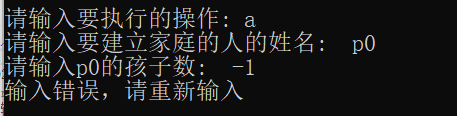 请输入要执行的操作: a
请输入要建立家庭的人的姓名:  p0
请输入p0的孩子数:  -1
输入错误，请重新输入